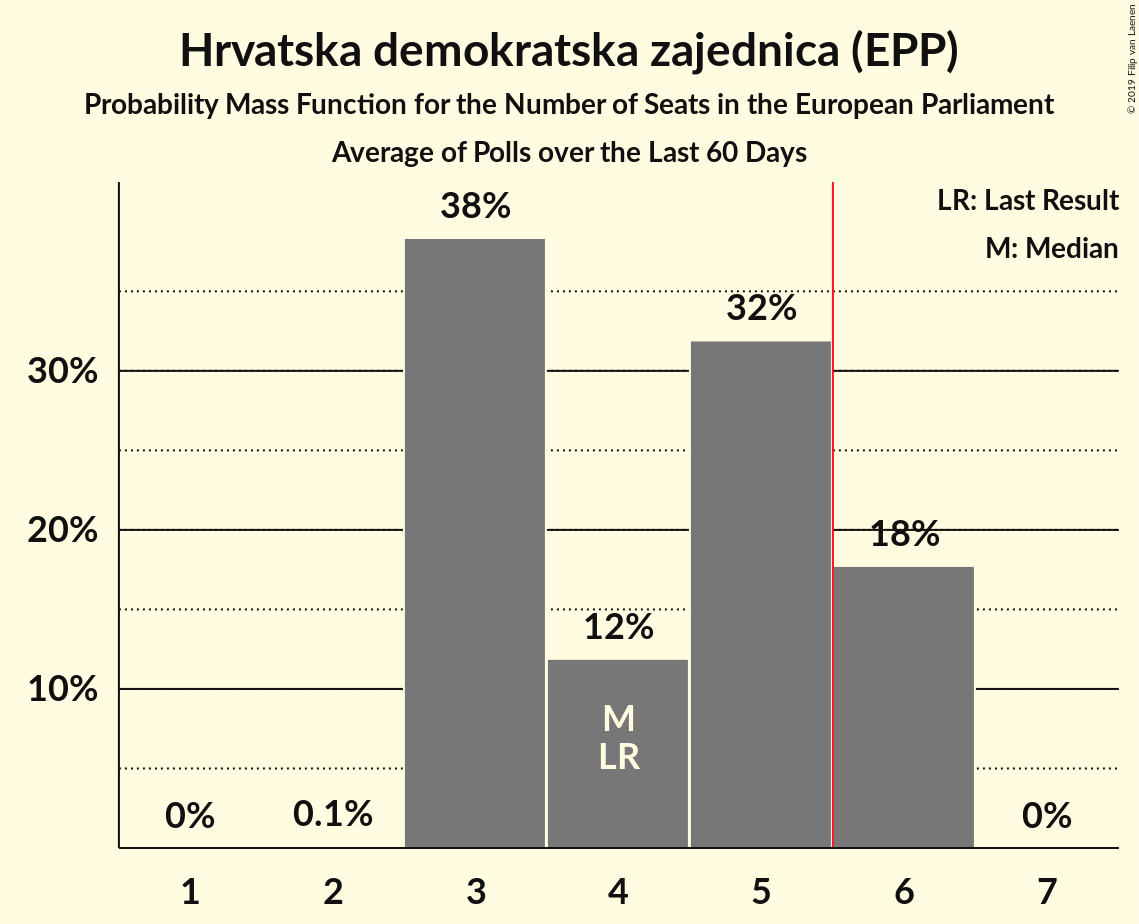 Hrvatska demokratska zajednica (EPP)
Probability Mass Function for the Number of Seats in the European Parliament
Average of Polls over the Last 60 Days
© 2019 Filip van Laenen
LR: Last Result
M: Median
38%
32%
30%
20%
18%
12%
10%
M
LR
0%
0.1%
0%
1
2
3
4
5
6
7